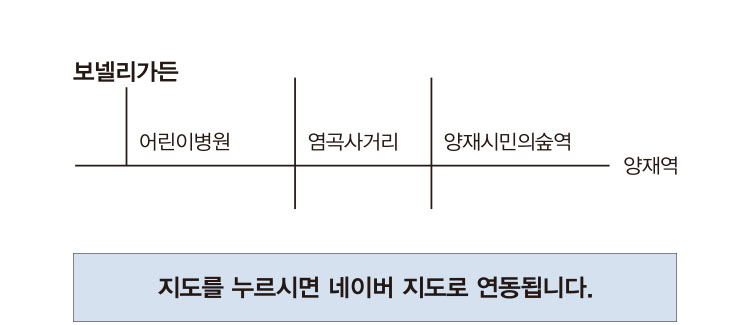 보넬리가든
어린이병원
염곡사거리
양재시민의숲역
양재역
지도를 누르시면 네이버 지도로 연동됩니다.